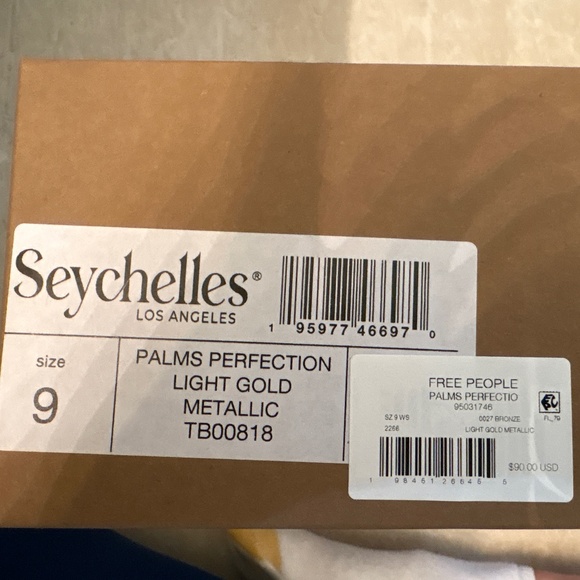 Seychelles®
LOS ANGELES
1 95977 46697 0
size
9
PALMS PERFECTION
LIGHT GOLD
METALLIC
TB00818
FREE PEOPLE
PALMS PERFECTIO
95031746
SZ 9 WS 0027 BRONZE
2266 LIGHT GOLD METALLIC
$90.00 USD